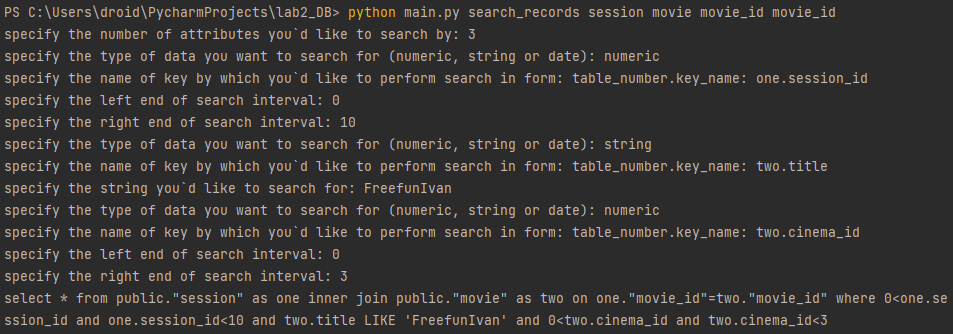 PS C:\Users\droid\PycharmProjects\lab2_DB> python main.py search_records session movie movie_id movie_id
specify the number of attributes you`d like to search by: 3
specify the type of data you want to search for (numeric, string or date): numeric
specify the name of key by which you`d like to perform search in form: table_number.key_name: one.session_id
specify the left end of search interval: 0
specify the right end of search interval: 10
specify the type of data you want to search for (numeric, string or date): string
specify the name of key by which you`d like to perform search in form: table_number.key_name: two.title
specify the string you`d like to search for: FreefunIvan
specify the type of data you want to search for (numeric, string or date): numeric
specify the name of key by which you`d like to perform search in form: table_number.key_name: two.cinema_id
specify the left end of search interval: 0
specify the right end of search interval: 3
select * from public."session" as one inner join public."movie" as two on one."movie_id"=two."movie_id" where 0<one.se
ssion_id and one.session_id<10 and two.title LIKE 'FreefunIvan' and 0<two.cinema_id and two.cinema_id<3